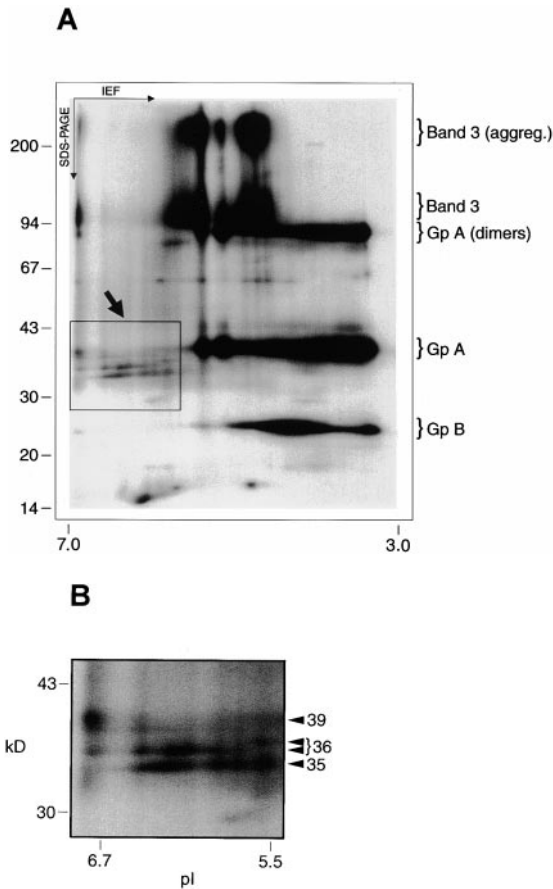 A
IEF
SDS-PAGE
200
94
67
43
30
20
14
Band 3 (aggreg.)
Band 3
Gp A (dimers)
Gp A
Gp B
7.0
3.0
B
43
kD
30
39
36
35
6.7
5.5
pI